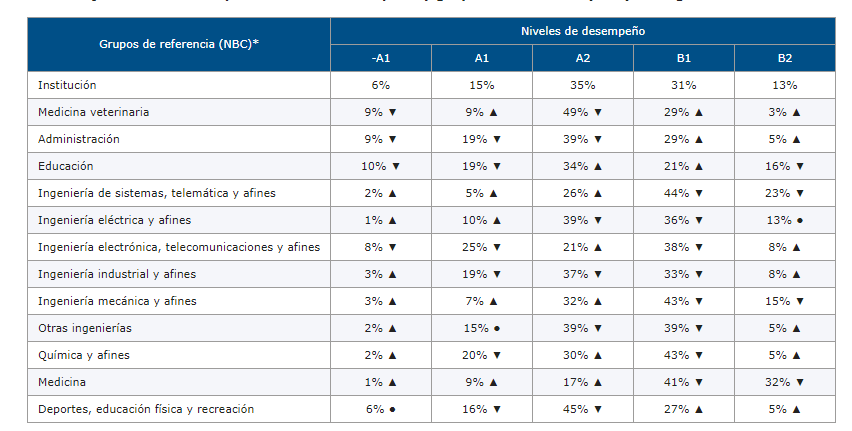 Grupos de referencia (NBC)* Niveles de desempeño
-A1 A1 A2 B1 B2
Institución 6% 15% 35% 31% 13%
Medicina veterinaria 9% ▼ 9% ▲ 49% ▼ 29% ▲ 3% ▲
Administración 9% ▼ 19% ▼ 39% ▼ 29% ▲ 5% ▲
Educación 10% ▼ 19% ▼ 34% ▲ 21% ▲ 16% ▼
Ingeniería de sistemas, telemática y afines 2% ▲ 5% ▲ 26% ▲ 44% ▼ 23% ▼
Ingeniería eléctrica y afines 1% ▲ 10% ▲ 39% ▼ 36% ▼ 13% ●
Ingeniería electrónica, telecomunicaciones y afines 8% ▼ 25% ▼ 21% ▲ 38% ▼ 8% ▲
Ingeniería industrial y afines 3% ▲ 19% ▼ 37% ▼ 33% ▼ 8% ▲
Ingeniería mecánica y afines 3% ▲ 7% ▲ 32% ▲ 43% ▼ 15% ▼
Otras ingenierías 2% ▲ 15% ● 39% ▼ 39% ▼ 5% ▲
Química y afines 2% ▲ 20% ▼ 30% ▲ 43% ▼ 5% ▲
Medicina 1% ▲ 9% ▲ 17% ▲ 41% ▼ 32% ▼
Deportes, educación física y recreación 6% ● 16% ▼ 45% ▼ 27% ▲ 5% ▲